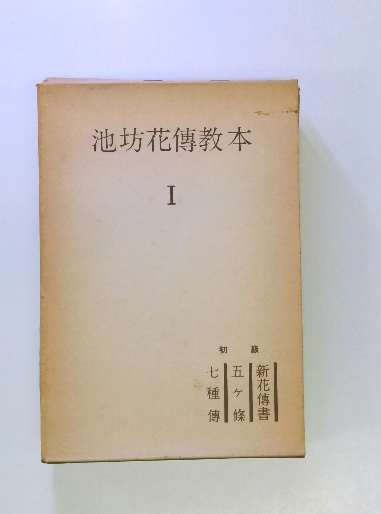 池坊花傳教本
I
初級
新花傳書
五ヶ條
七種傳